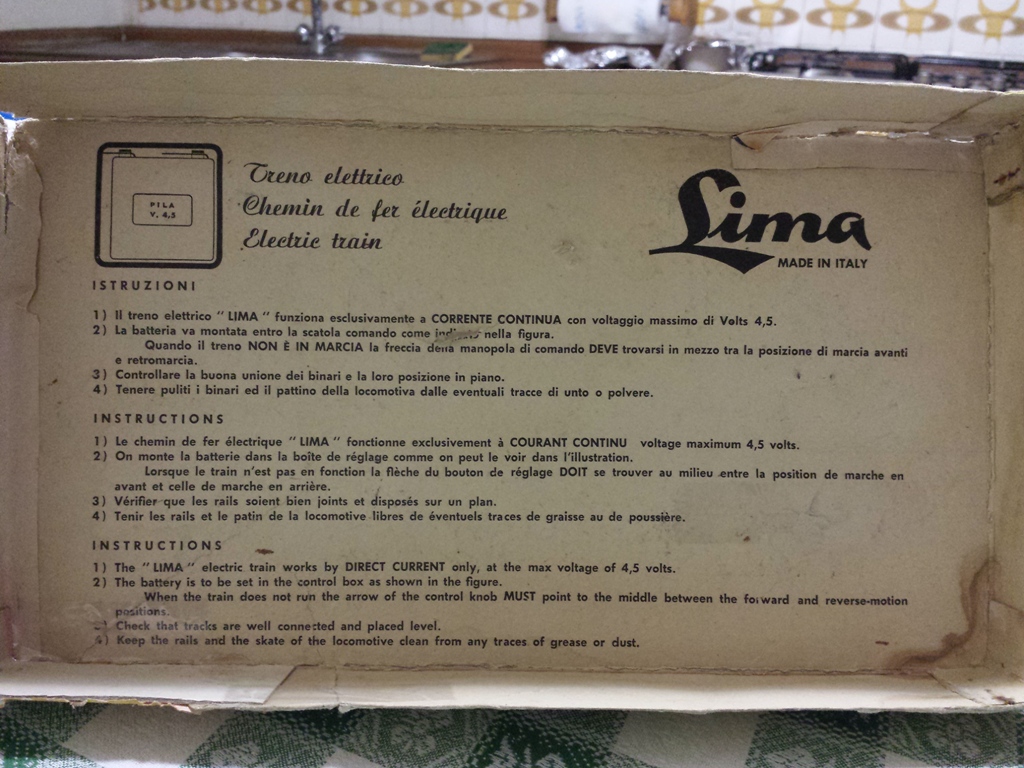 PILA
V. 4,5
Treno elettrico
Chemin de fer électrique
Electric train
Lima
MADE IN ITALY
ISTRUZIONI
1) Il treno elettrico "LIMA" funziona esclusivamente a CORRENTE CONTINUA con voltaggio massimo di Volts 4,5.
2) La batteria va montata entro la scatola comando come indicato nella figura.
Quando il treno NON È IN MARCIA la freccia della manopola di comando DEVE trovarsi in mezzo tra la posizione di marcia avanti
e retromarcia.
3) Controllare la buona unione dei binari e la loro posizione in piano.
4) Tenere puliti i binari ed il pattino della locomotiva dalle eventuali tracce di unto o polvere.
INSTRUCTIONS
1) Le chemin de fer électrique "LIMA" fonctionne exclusivement à COURANT CONTINU voltage maximum 4,5 volts.
2) On monte la batterie dans la boîte de réglage comme on peut le voir dans l'illustration.
Lorsque le train n'est pas en fonction la flèche du bouton de réglage DOIT se trouver au milieu entre la position de marche en
avant et celle de marche en arrière.
3) Vérifier que les rails soient bien joints et disposés sur un plan.
4) Tenir les rails et le patin de la locomotive libres de éventuels traces de graisse au de poussière.
INSTRUCTIONS
1) The "LIMA" electric train works by DIRECT CURRENT only, at the max voltage of 4,5 volts.
2) The battery is to be set in the control box as shown in the figure.
When the train does not run the arrow of the control knob MUST point to the middle between the forward and reverse-motion
positions.
3) Check that tracks are well connected and placed level.
4) Keep the rails and the skate of the locomotive clean from any traces of grease or dust.